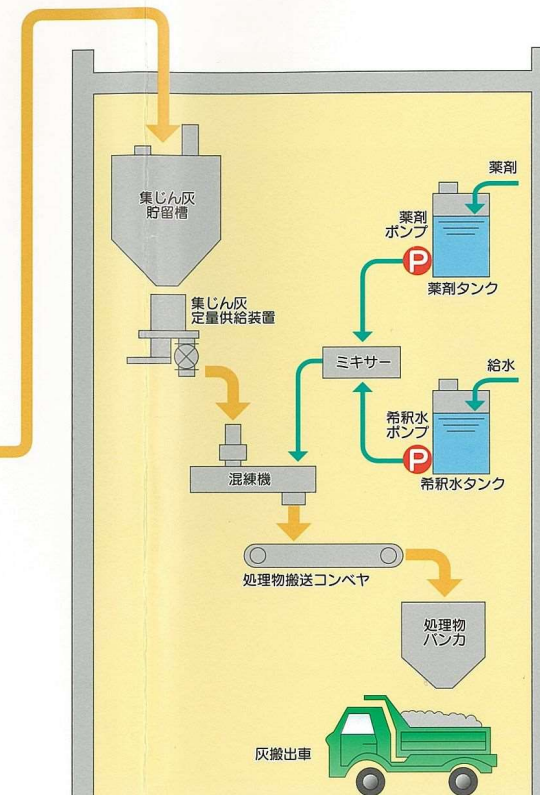 集じん灰
貯留槽
薬剤
薬剤
ポンプ
P
薬剤タンク
集じん灰
定量供給装置
ミキサー
給水
希釈水
ポンプ
P
希釈水タンク
混練機
処理物搬送コンベヤ
処理物
バンカ
灰搬出車